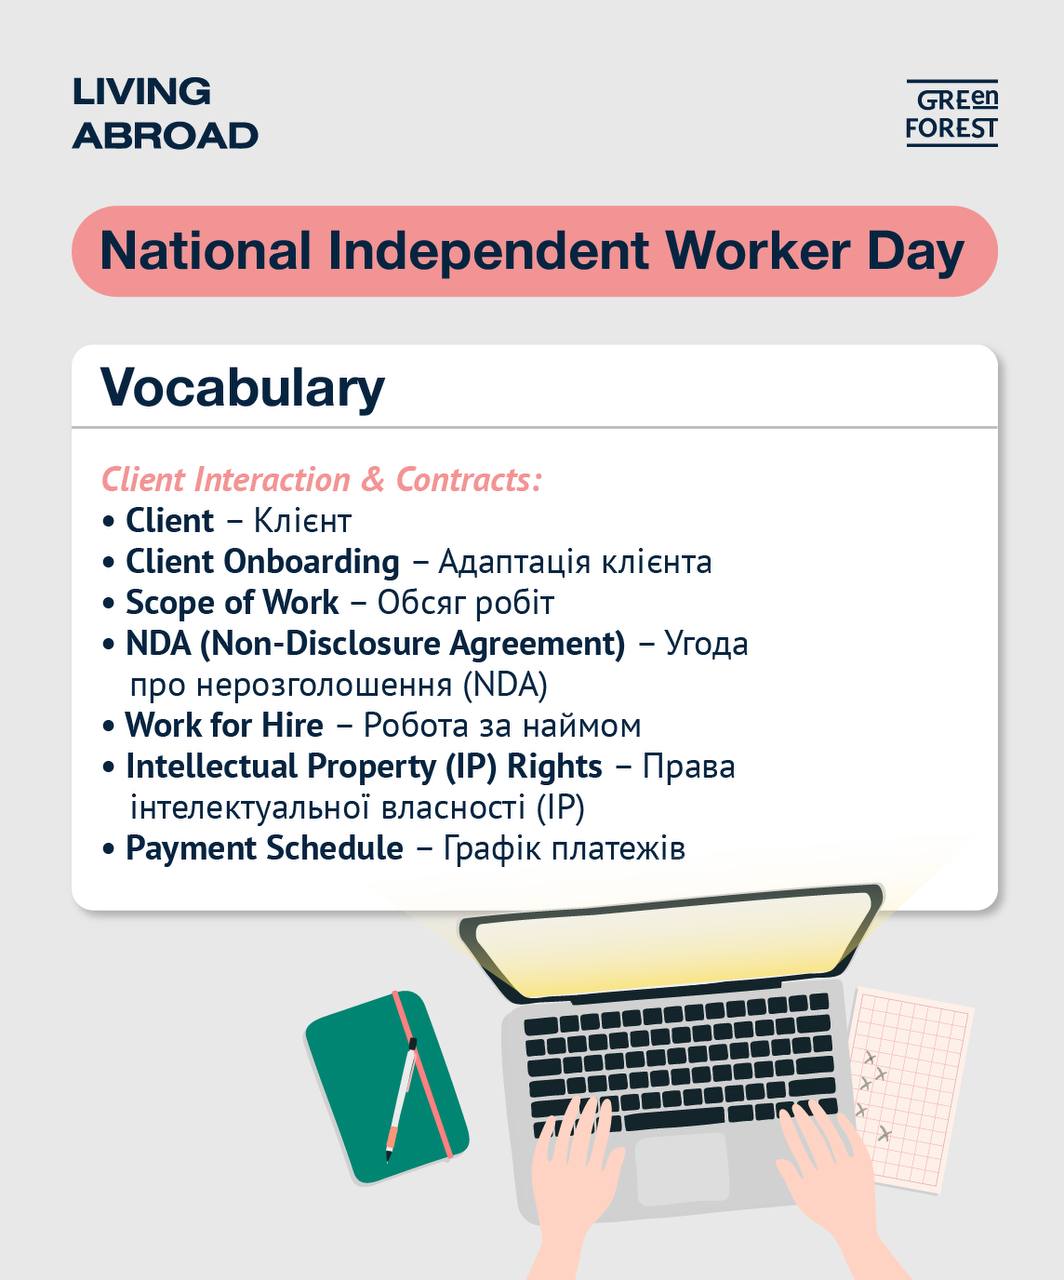 LIVING
ABROAD
GREen
FOREST
National Independent Worker Day
Vocabulary
Client Interaction & Contracts:
• Client – Клієнт
• Client Onboarding – Адаптація клієнта
• Scope of Work – Обсяг робіт
• NDA (Non-Disclosure Agreement) – Угода
про нерозголошення (NDA)
• Work for Hire – Робота за наймом
• Intellectual Property (IP) Rights – Права
інтелектуальної власності (IP)
• Payment Schedule – Графік платежів